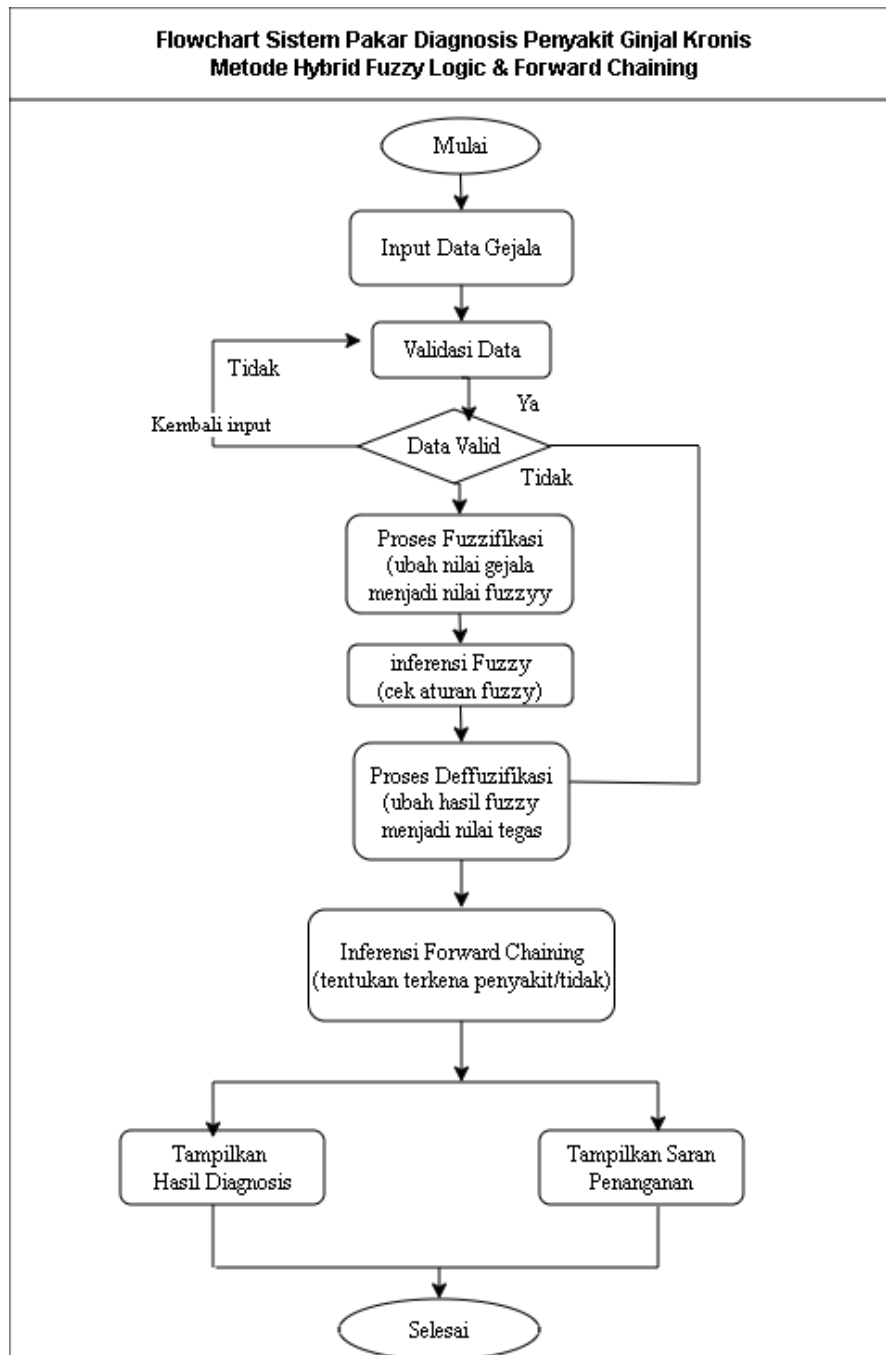 Flowchart Sistem Pakar Diagnosis Penyakit Ginjal Kronis
Metode Hybrid Fuzzy Logic & Forward Chaining
Mulai
Input Data Gejala
Validasi Data
Tidak
Ya
Kembali input
Data Valid
Tidak
Proses Fuzzifikasi
(ubah nilai gejala
menjadi nilai fuzzyy
inferensi Fuzzy
(cek aturan fuzzy)
Proses Deffuzifikasi
(ubah hasil fuzzy
menjadi nilai tegas
Inferensi Forward Chaining
(tentukan terkena penyakit/tidak)
Tampilkan
Hasil Diagnosis
Tampilkan Saran
Penanganan
Selesai